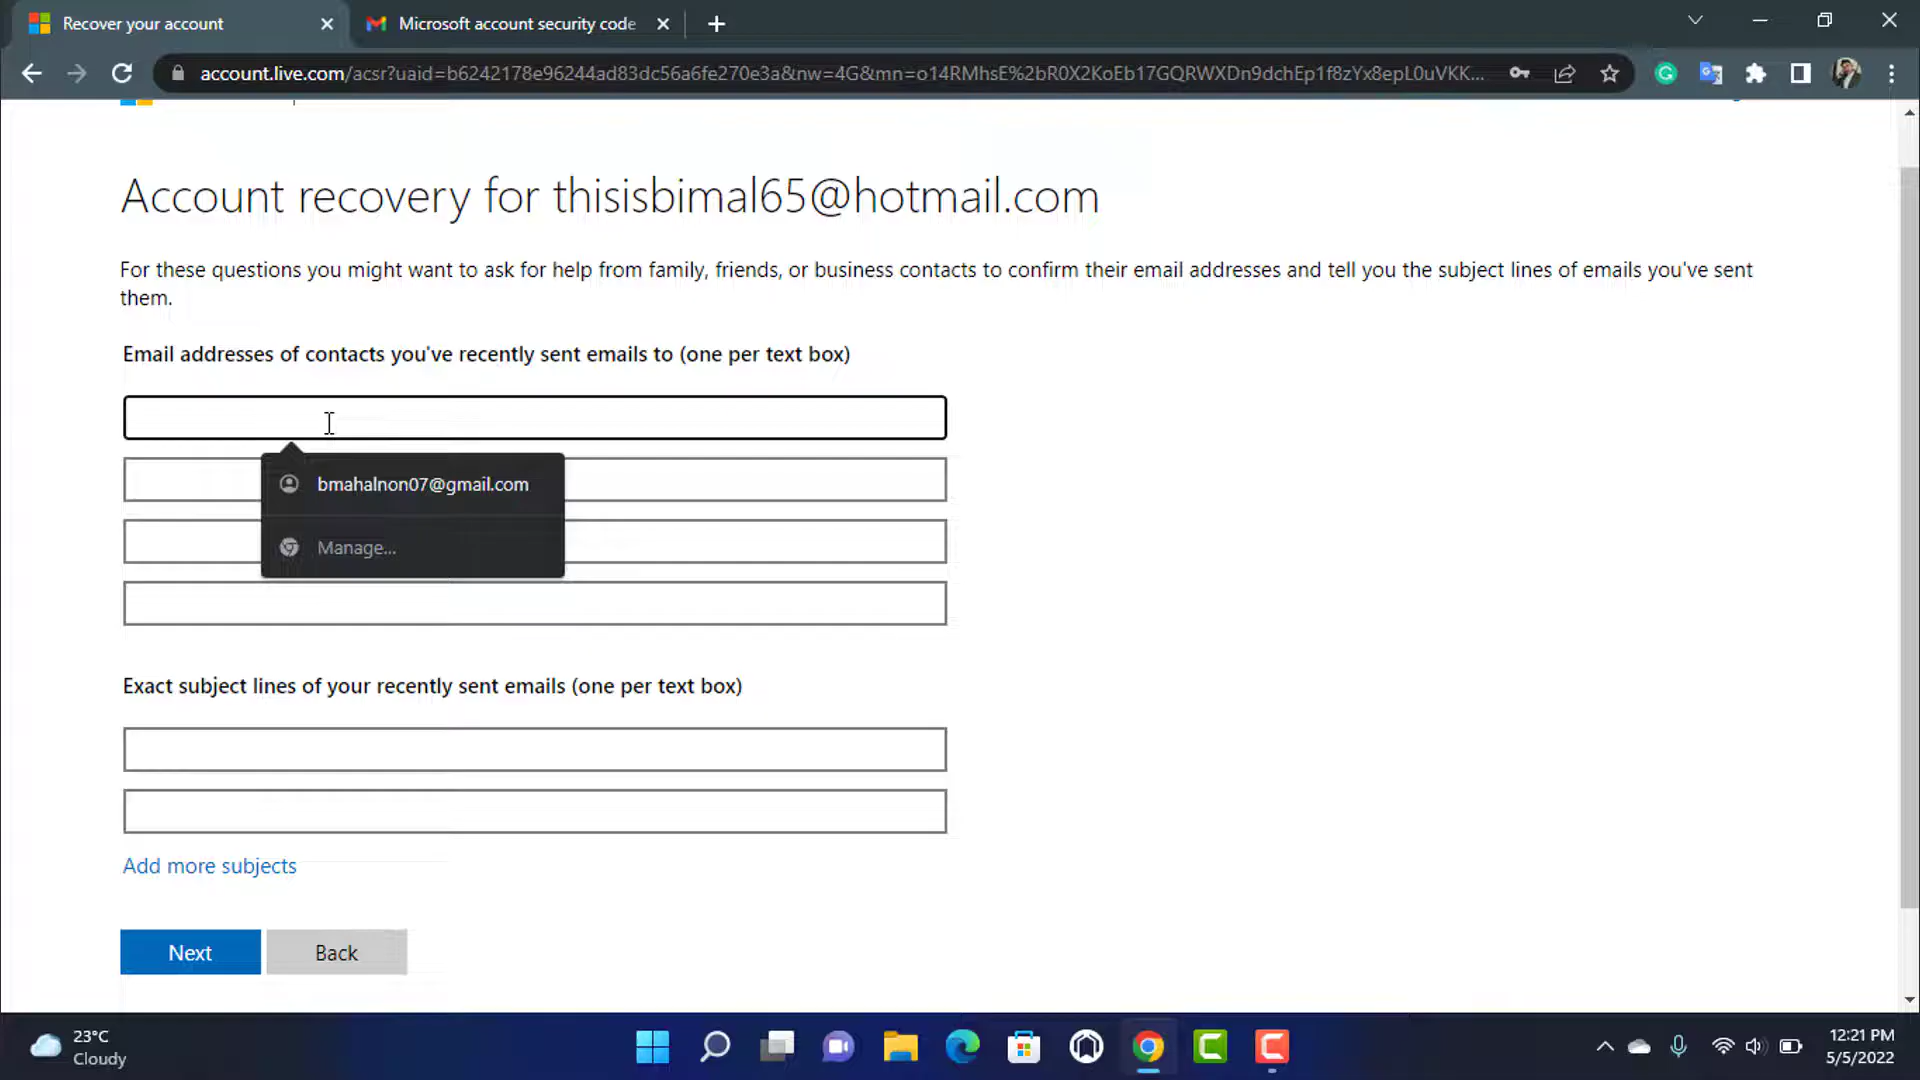 Recover your account
Microsoft account security code
account.live.com/acsr?uaid=b6242178e96244ad83dc56a6fe270e3a&nw=4G&mn=o14RMhsE%2bR0X2KoEb17GQRWXDn9dchEp1f8zYx8epL0uVKK...
Account recovery for thisisbimal65@hotmail.com
For these questions you might want to ask for help from family, friends, or business contacts to confirm their email addresses and tell you the subject lines of emails you've sent
them.
Email addresses of contacts you've recently sent emails to (one per text box)
bmahalnon07@gmail.com
Manage...
Exact subject lines of your recently sent emails (one per text box)
Add more subjects
Next
Back
23°C
Cloudy
12:21 PM
5/5/2022